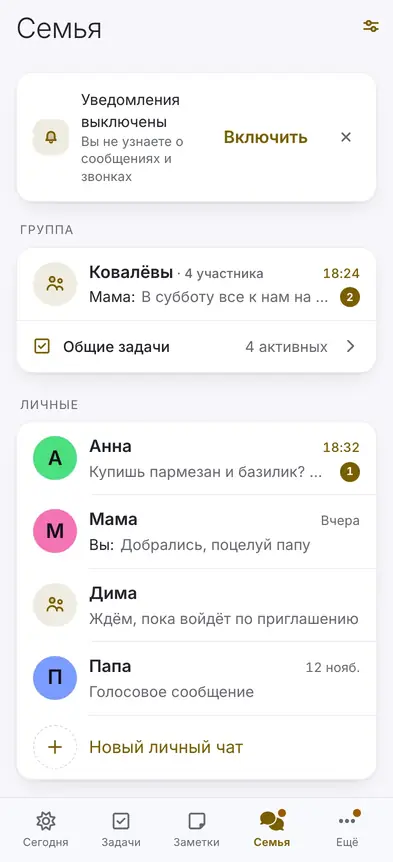 Семья
Уведомления
выключены
Вы не узнаете о
сообщениях и
звонках
Включить
ГРУППА
Ковалёвы · 4 участника 18:24
Мама: В субботу все к нам на ... 2
Общие задачи 4 активных
ЛИЧНЫЕ
А Анна 18:32
Купишь пармезан и базилик? ... 1
М Мама Вчера
Вы: Добрались, поцелуй папу
Дима
Ждём, пока войдёт по приглашению
П Папа 12 нояб.
Голосовое сообщение
Новый личный чат
Сегодня Задачи Заметки Семья Ещё